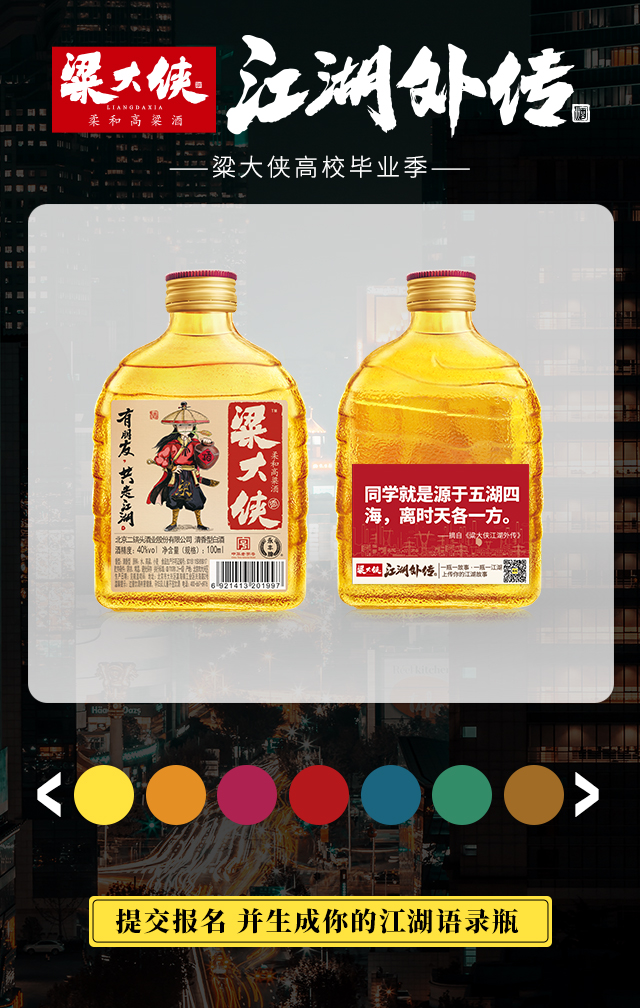 梁大侠
LIANGDAXIA
柔和高粱酒
江湖外传
梁大侠高校毕业季
有朋友,共走江湖
梁大侠
TM
柔和高粱酒
北京二锅头酒业股份有限公司 清香型白酒
酒精度:40%vol 净含量(规格):100ml
永丰牌
6 921413 201997
同学就是源于五湖四
海,离时天各一方。
摘自《梁大侠江湖外传》
梁大侠
江湖外传
一瓶一故事·一瓶一江湖
上传你的江湖故事
提交报名 并生成你的江湖语录瓶